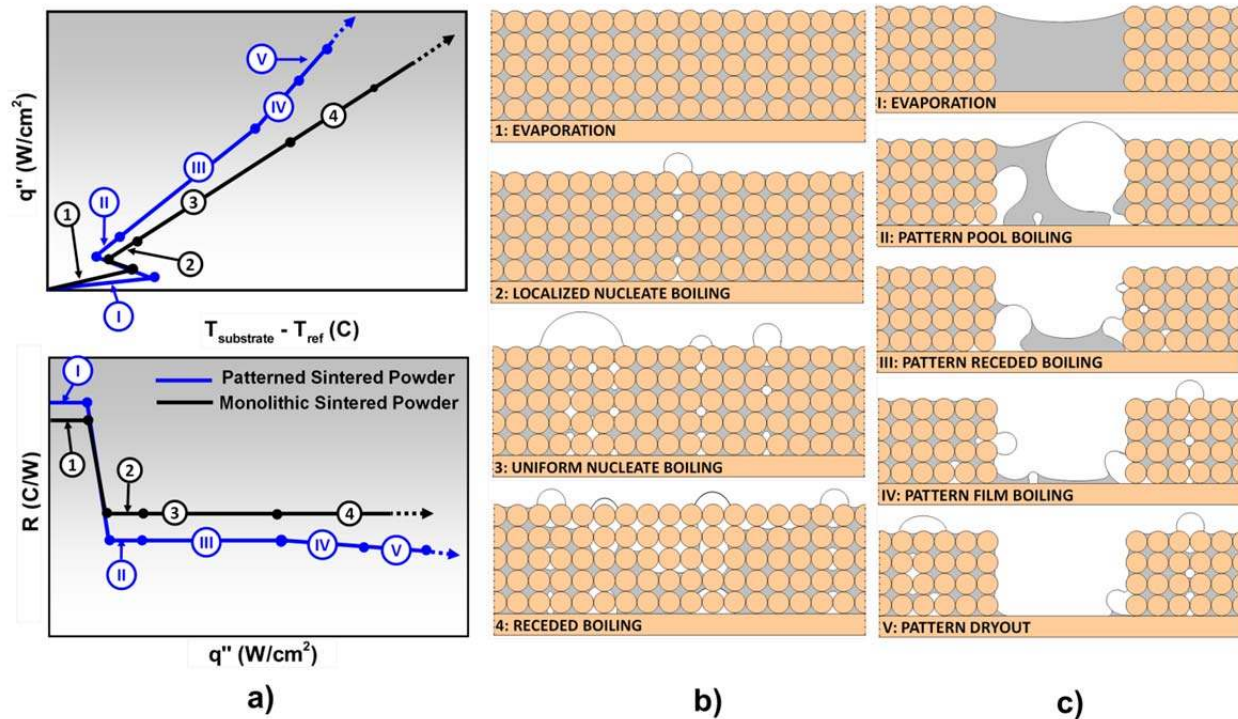 V
IV
4
III
3
1
II
2
I
q" (W/cm²)
T_substrate - T_ref (C)
I
Patterned Sintered Powder
Monolithic Sintered Powder
1
2
3
4
III
IV
V
II
R (C/W)
q" (W/cm²)
a)
1: EVAPORATION
2: LOCALIZED NUCLEATE BOILING
3: UNIFORM NUCLEATE BOILING
4: RECEDED BOILING
b)
I: EVAPORATION
II: PATTERN POOL BOILING
III: PATTERN RECEDED BOILING
IV: PATTERN FILM BOILING
V: PATTERN DRYOUT
c)